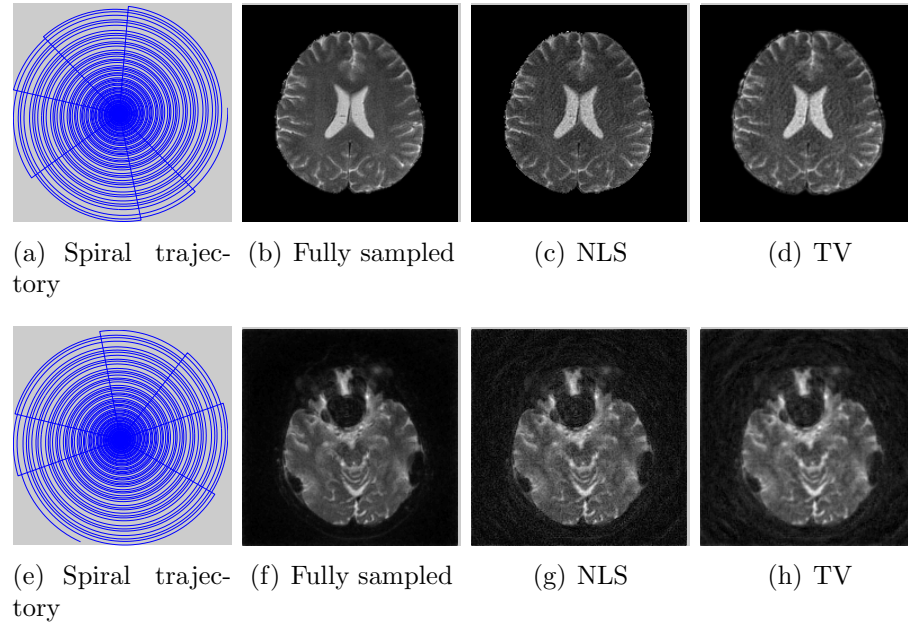 (a) Spiral trajec-
tory
(b) Fully sampled
(c) NLS
(d) TV
(e) Spiral trajec-
tory
(f) Fully sampled
(g) NLS
(h) TV